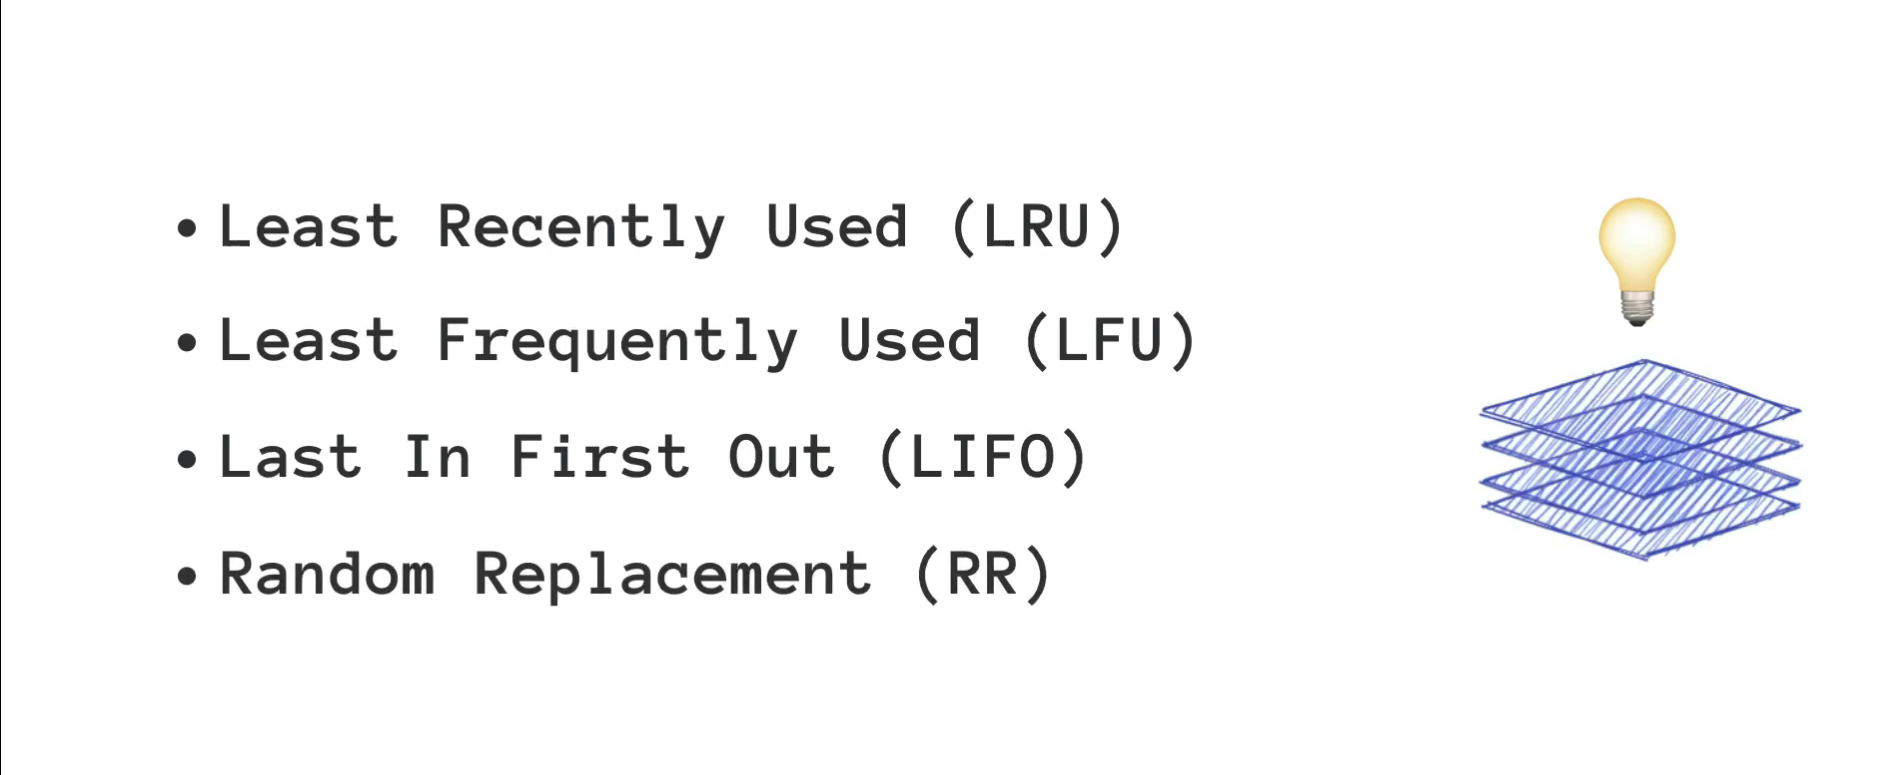 • Least Recently Used (LRU)
• Least Frequently Used (LFU)
• Last In First Out (LIFO)
• Random Replacement (RR)